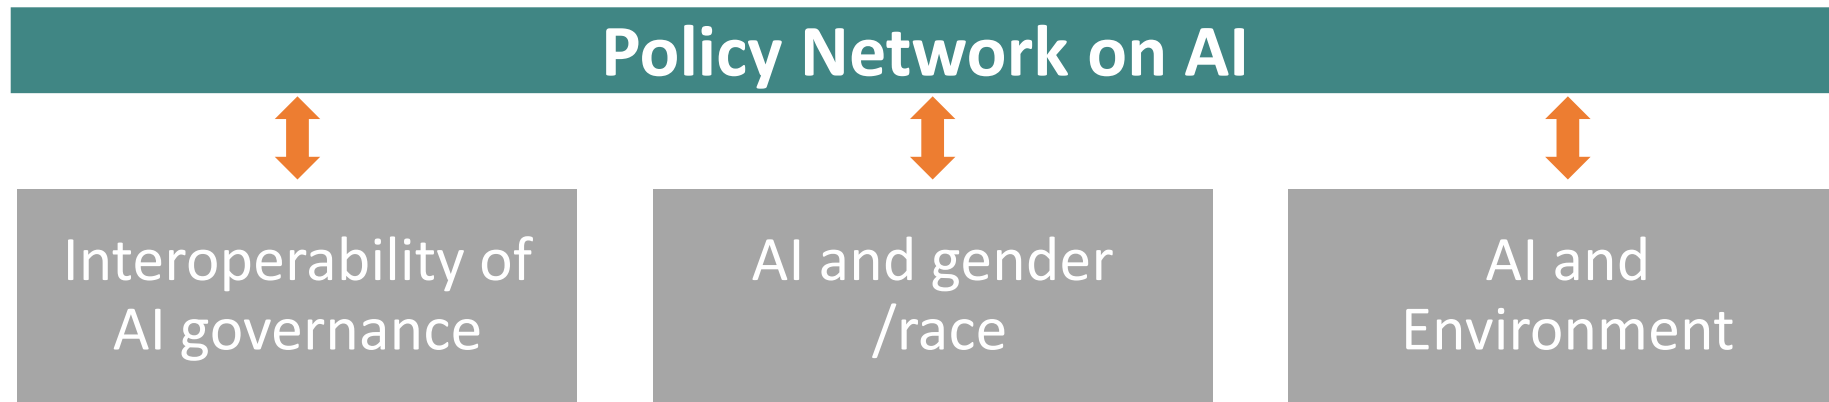 Policy Network on AI
Interoperability of
AI governance
AI and gender
/race
AI and
Environment